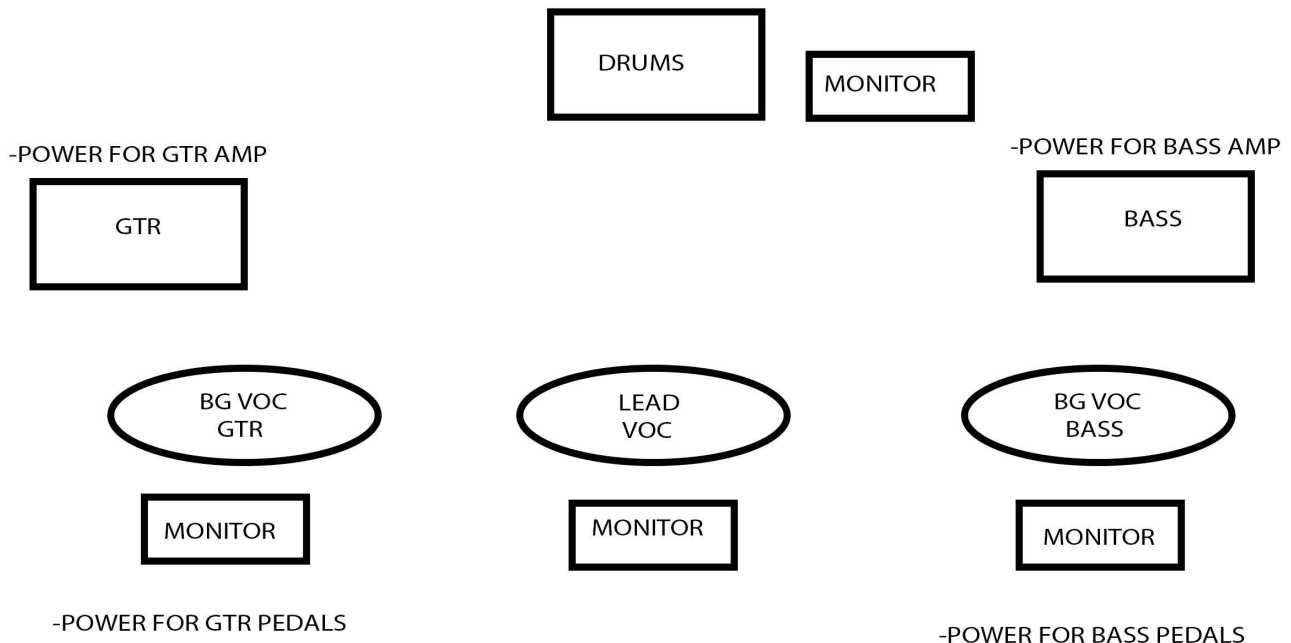 DRUMS
MONITOR
-POWER FOR GTR AMP
-POWER FOR BASS AMP
GTR
BASS
BG VOC
GTR
LEAD
VOC
BG VOC
BASS
MONITOR
MONITOR
MONITOR
-POWER FOR GTR PEDALS
-POWER FOR BASS PEDALS